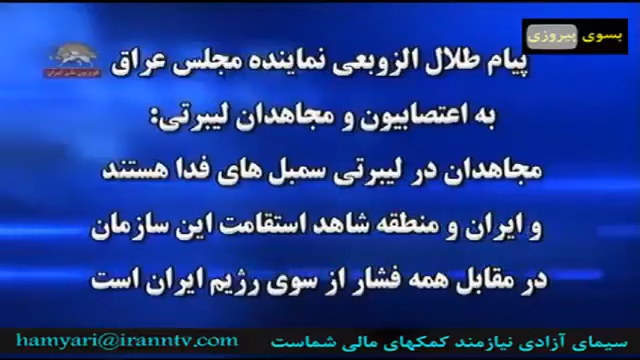 بسوی پیروزی
پیام طلال الزوبعی نماینده مجلس عراق
به اعتصابیون و مجاهدان لیبرتی:
مجاهدان در لیبرتی سمبل های فدا هستند
و ایران و منطقه شاهد استقامت این سازمان
در مقابل همه فشار از سوی رژیم ایران است
سیمای آزادی نیازمند کمکهای مالی شماست hamyari@iranntv.com